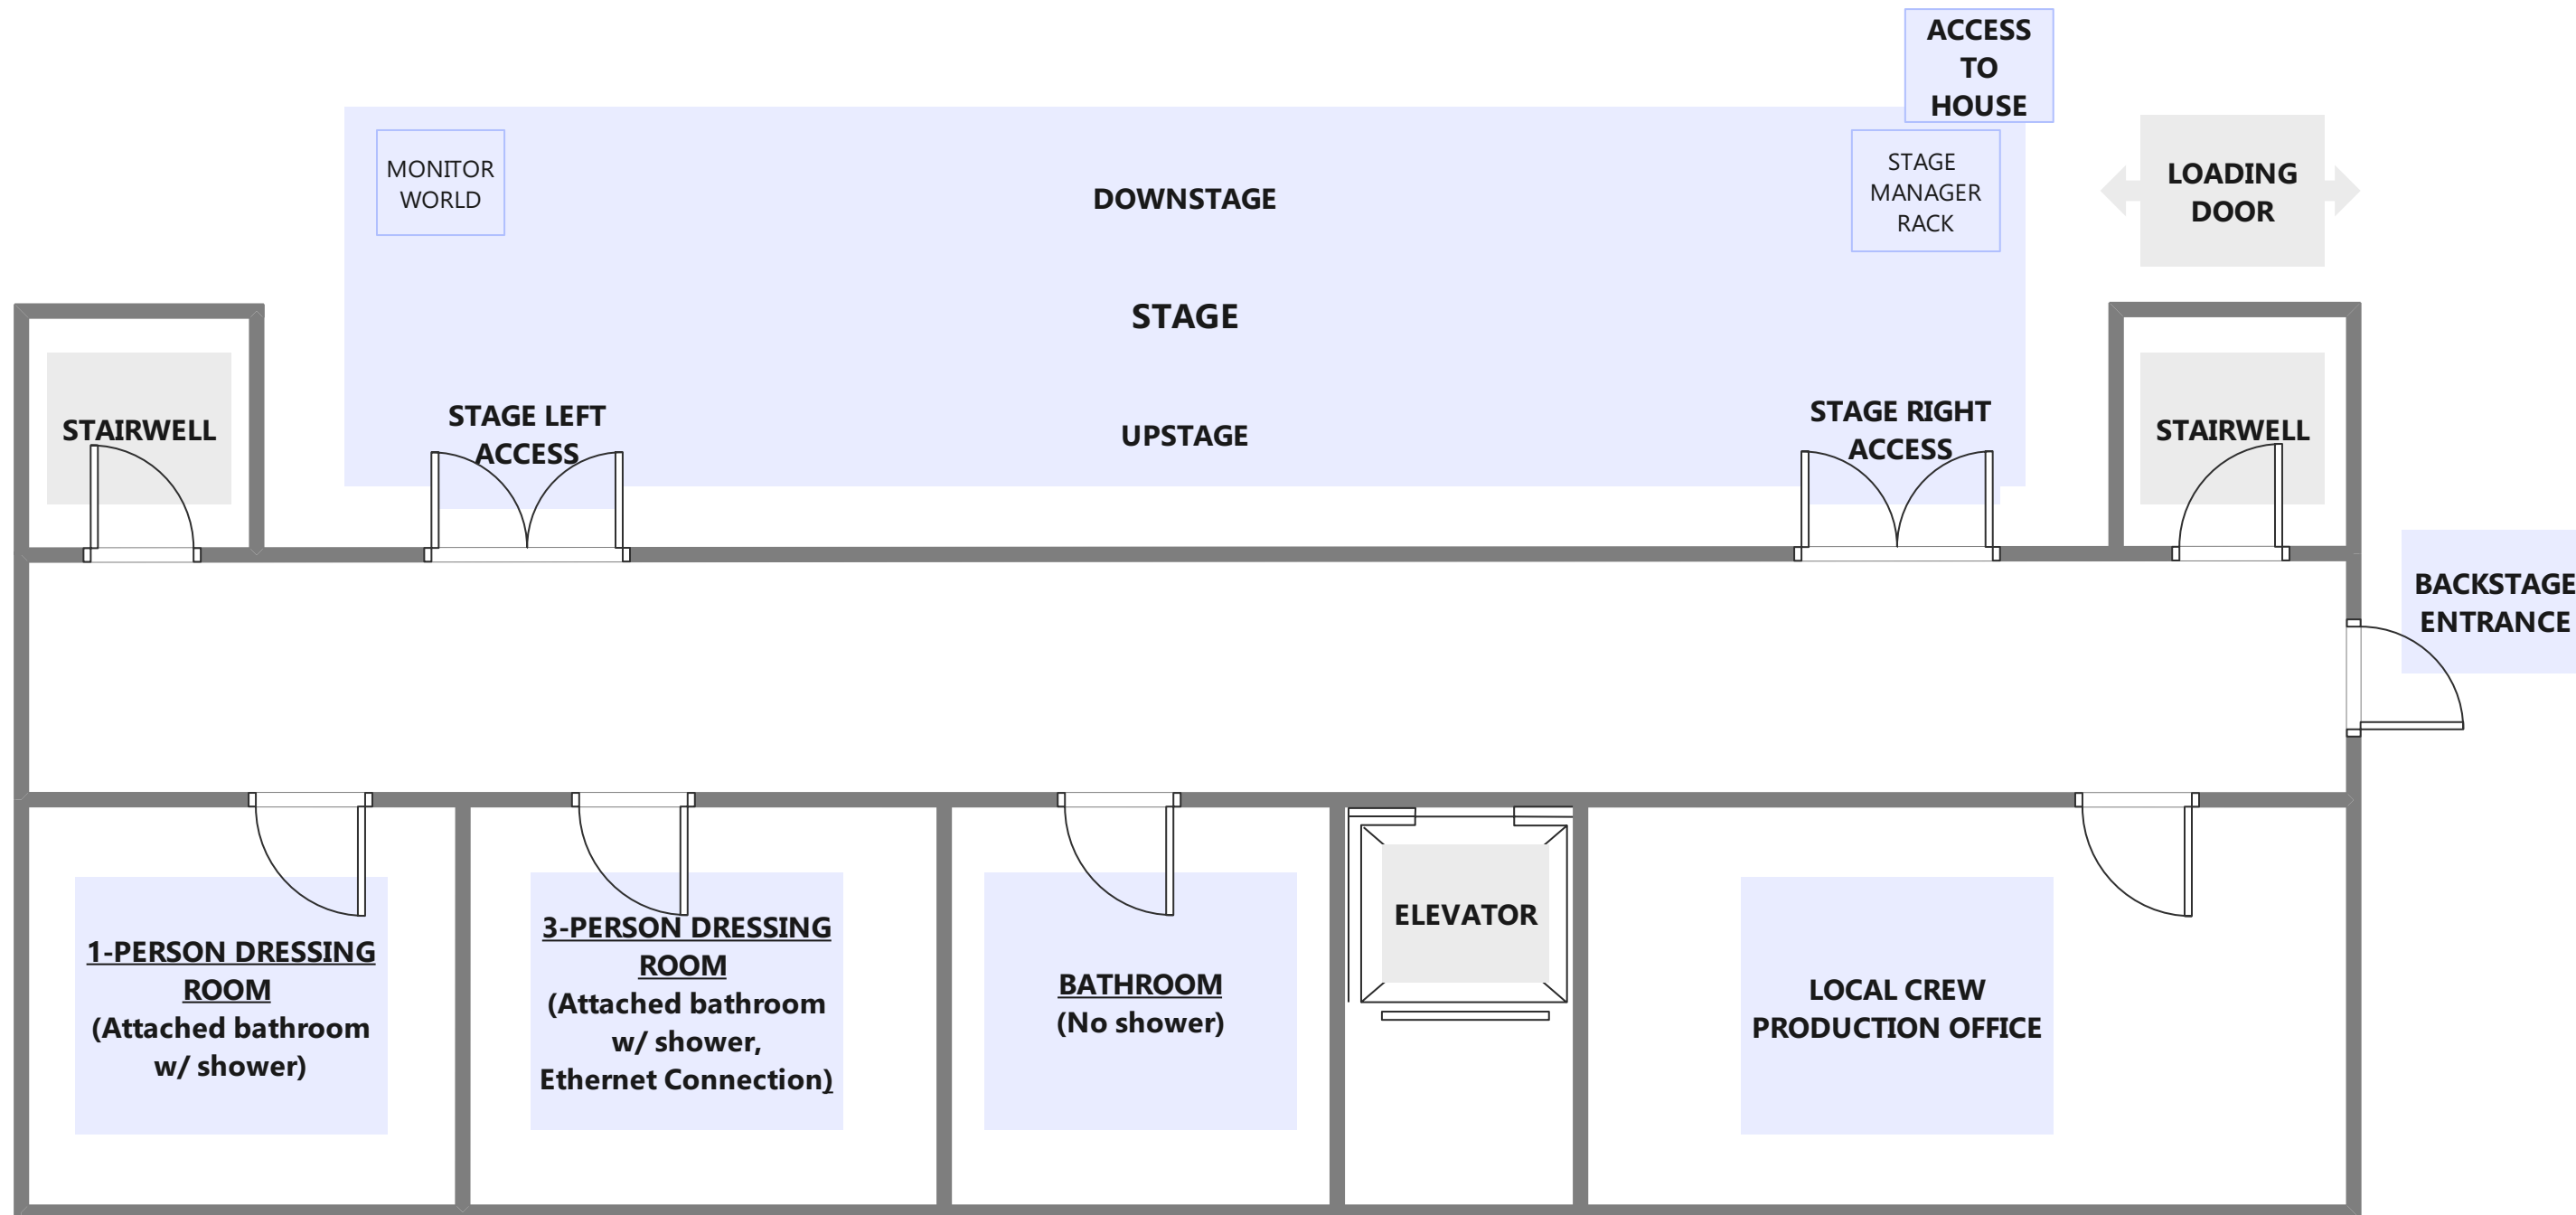 ACCESS
TO
HOUSE
MONITOR
WORLD
DOWNSTAGE
STAGE
MANAGER
RACK
LOADING
DOOR
STAGE
STAIRWELL
STAGE LEFT
ACCESS
UPSTAGE
STAGE RIGHT
ACCESS
STAIRWELL
BACKSTAGE
ENTRANCE
1-PERSON DRESSING
ROOM
(Attached bathroom
w/ shower)
3-PERSON DRESSING
ROOM
(Attached bathroom
w/ shower,
Ethernet Connection)
BATHROOM
(No shower)
ELEVATOR
LOCAL CREW
PRODUCTION OFFICE